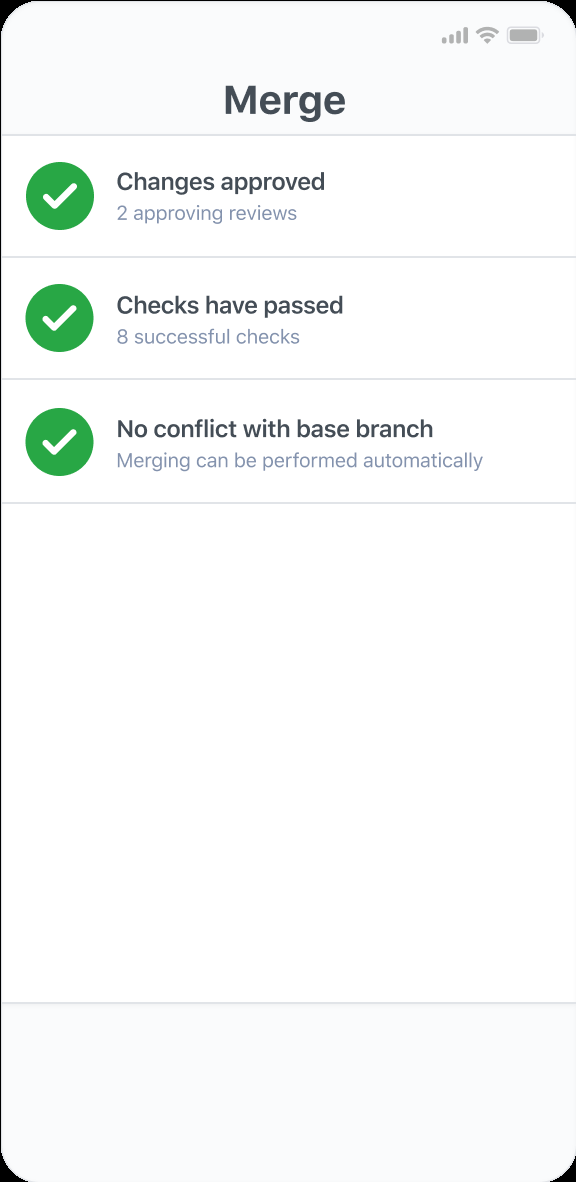 Merge
Changes approved
2 approving reviews
Checks have passed
8 successful checks
No conflict with base branch
Merging can be performed automatically